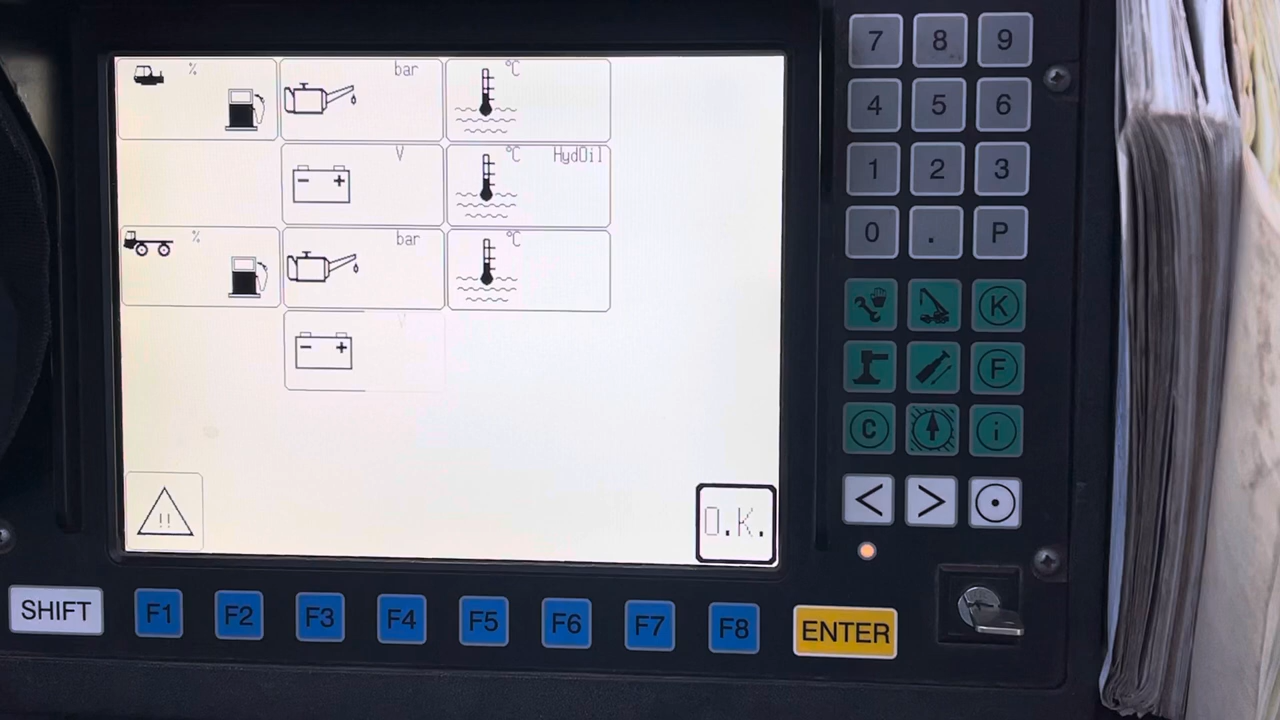 % bar °C
V °C HydOil
% bar °C
V
!! O.K.
7 8 9
4 5 6
1 2 3
0 . P
K
F
C i
< >
SHIFT F1 F2 F3 F4 F5 F6 F7 F8 ENTER